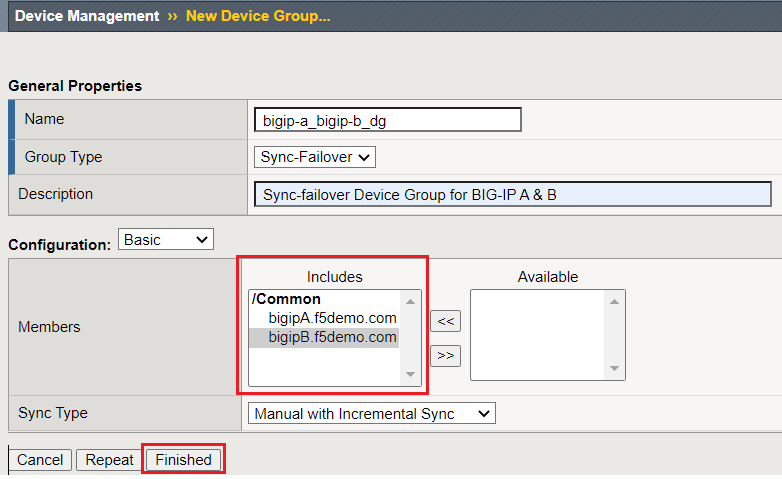 Device Management ›› New Device Group...
General Properties
Name bigip-a_bigip-b_dg
Group Type Sync-Failover
Description Sync-failover Device Group for BIG-IP A & B
Configuration: Basic
Includes Available
/Common
bigipA.f5demo.com <<
Members
bigipB.f5demo.com
>>
Sync Type Manual with Incremental Sync
Cancel Repeat Finished